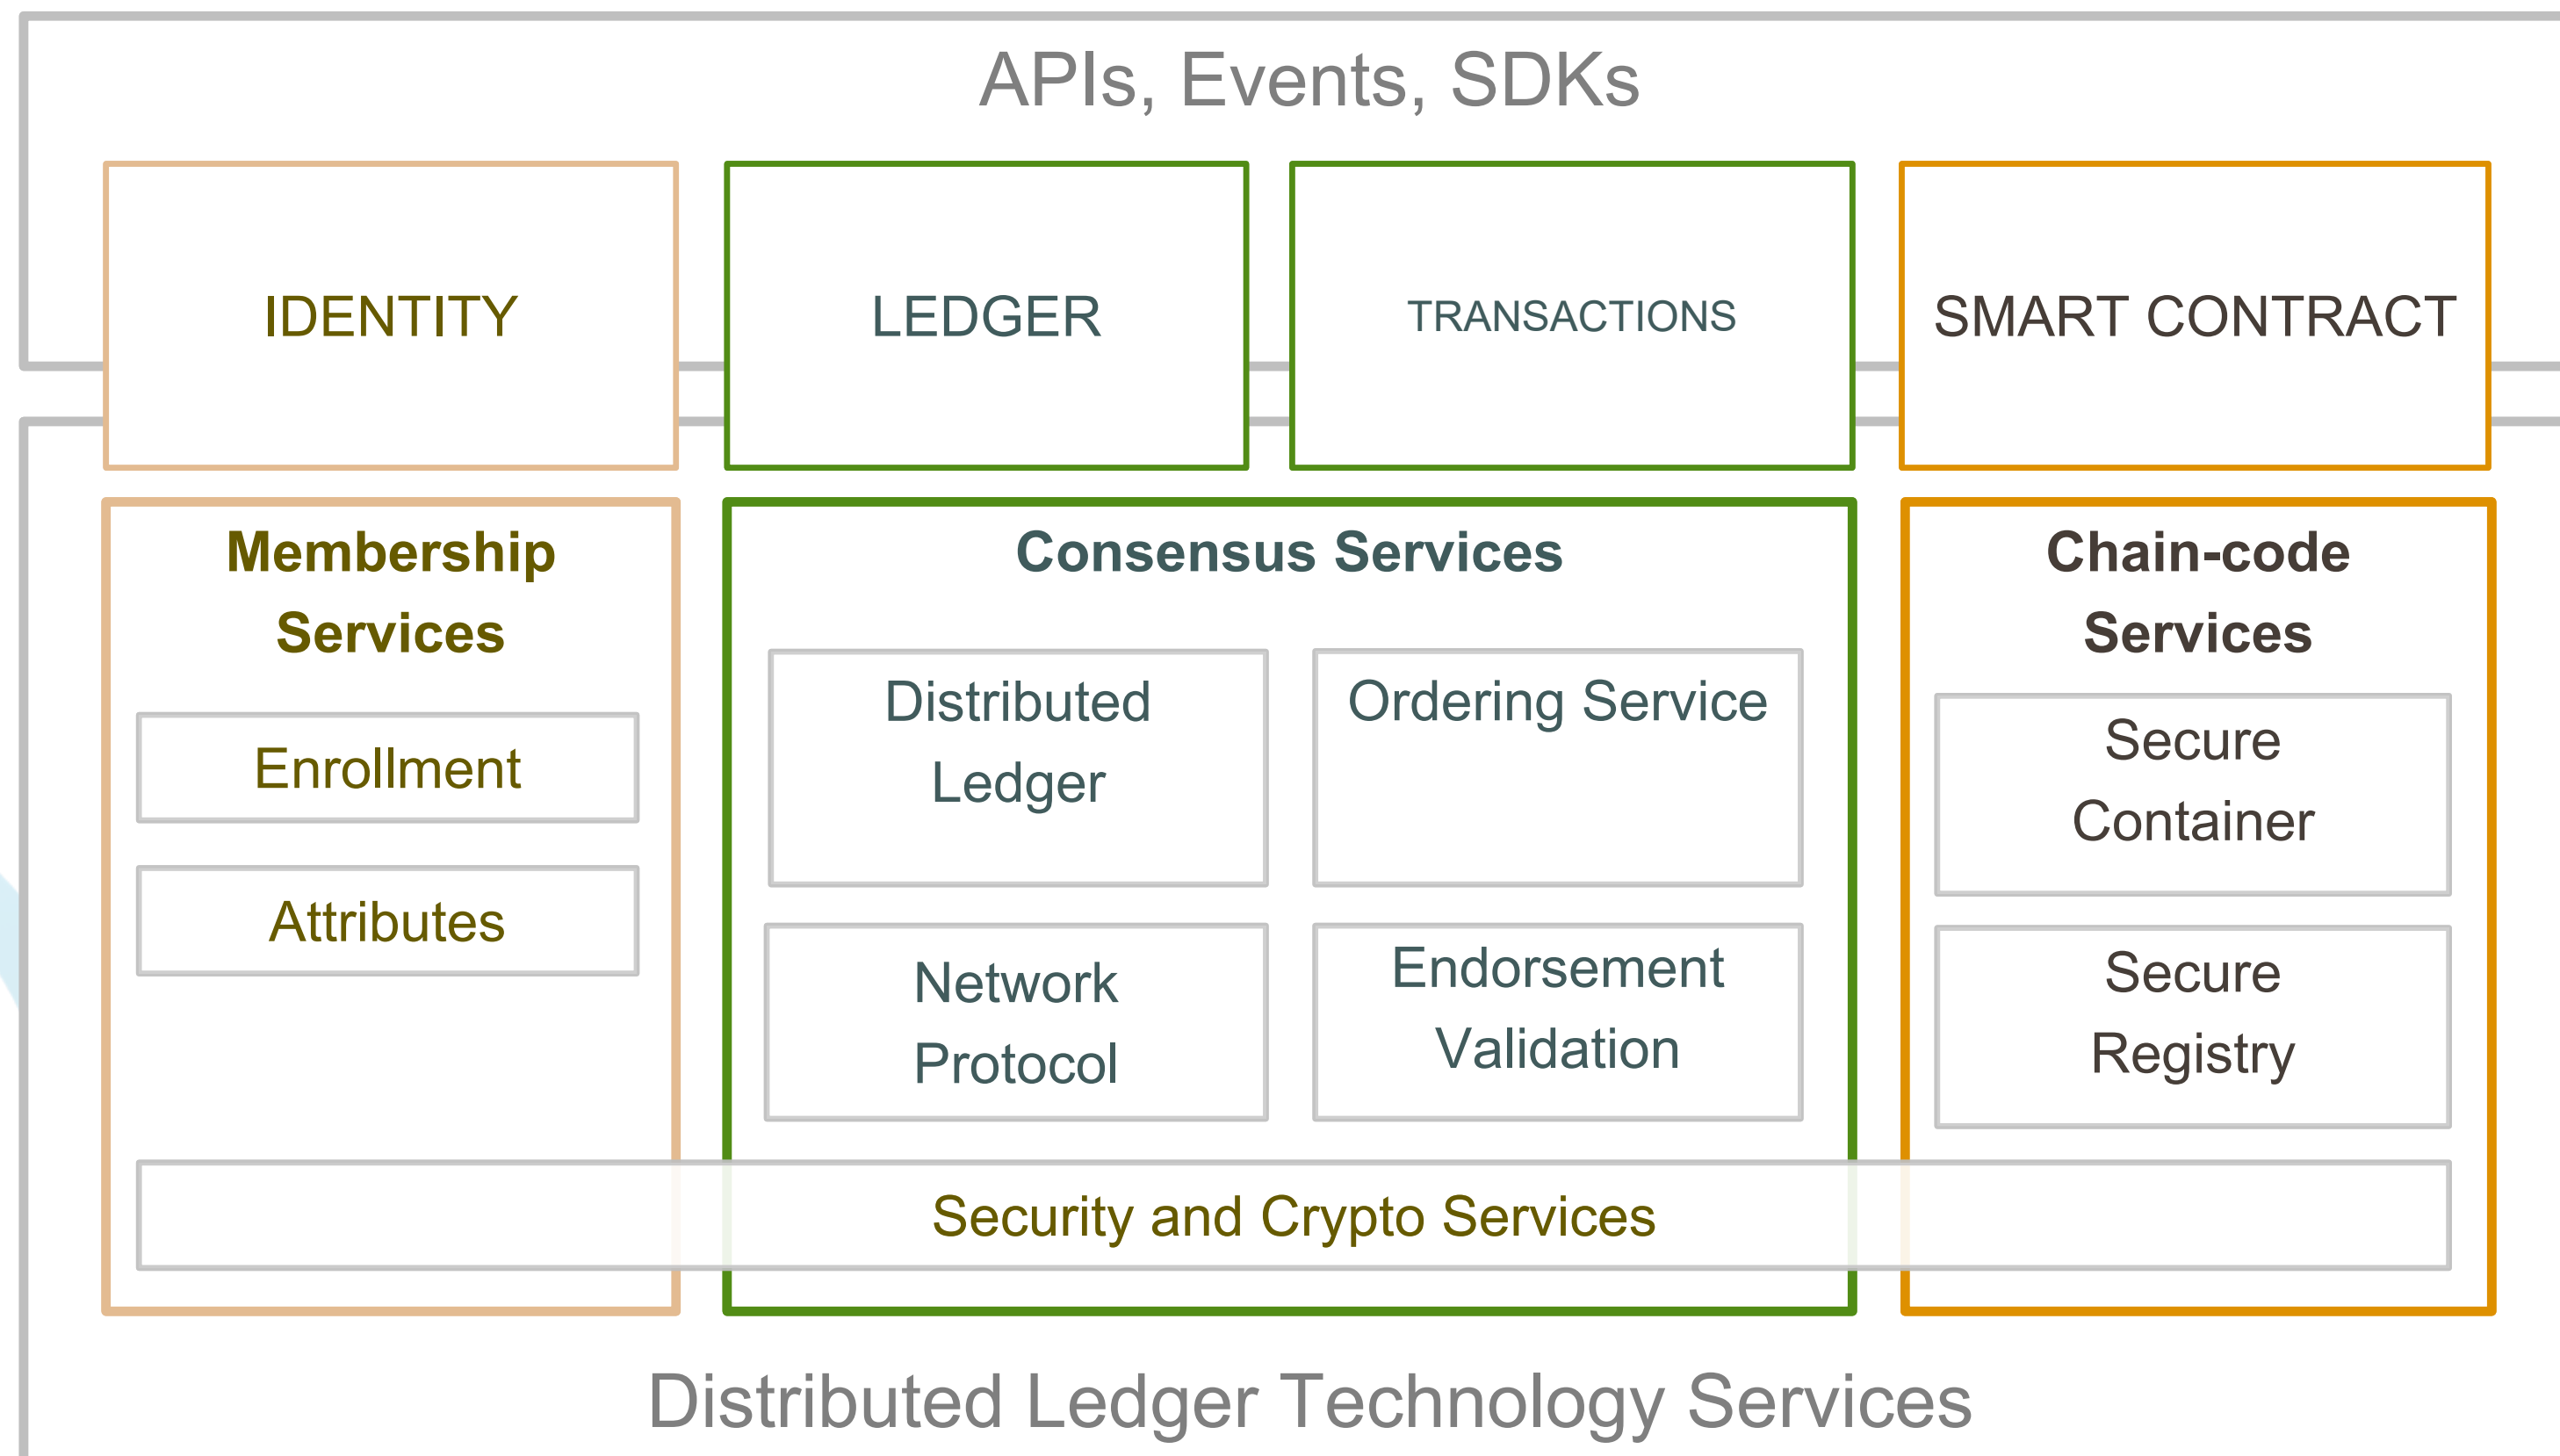 APIs, Events, SDKs
IDENTITY
LEDGER
TRANSACTIONS
SMART CONTRACT
Membership
Services
Enrollment
Attributes
Consensus Services
Distributed
Ledger
Ordering Service
Network
Protocol
Endorsement
Validation
Chain-code
Services
Secure
Container
Secure
Registry
Security and Crypto Services
Distributed Ledger Technology Services